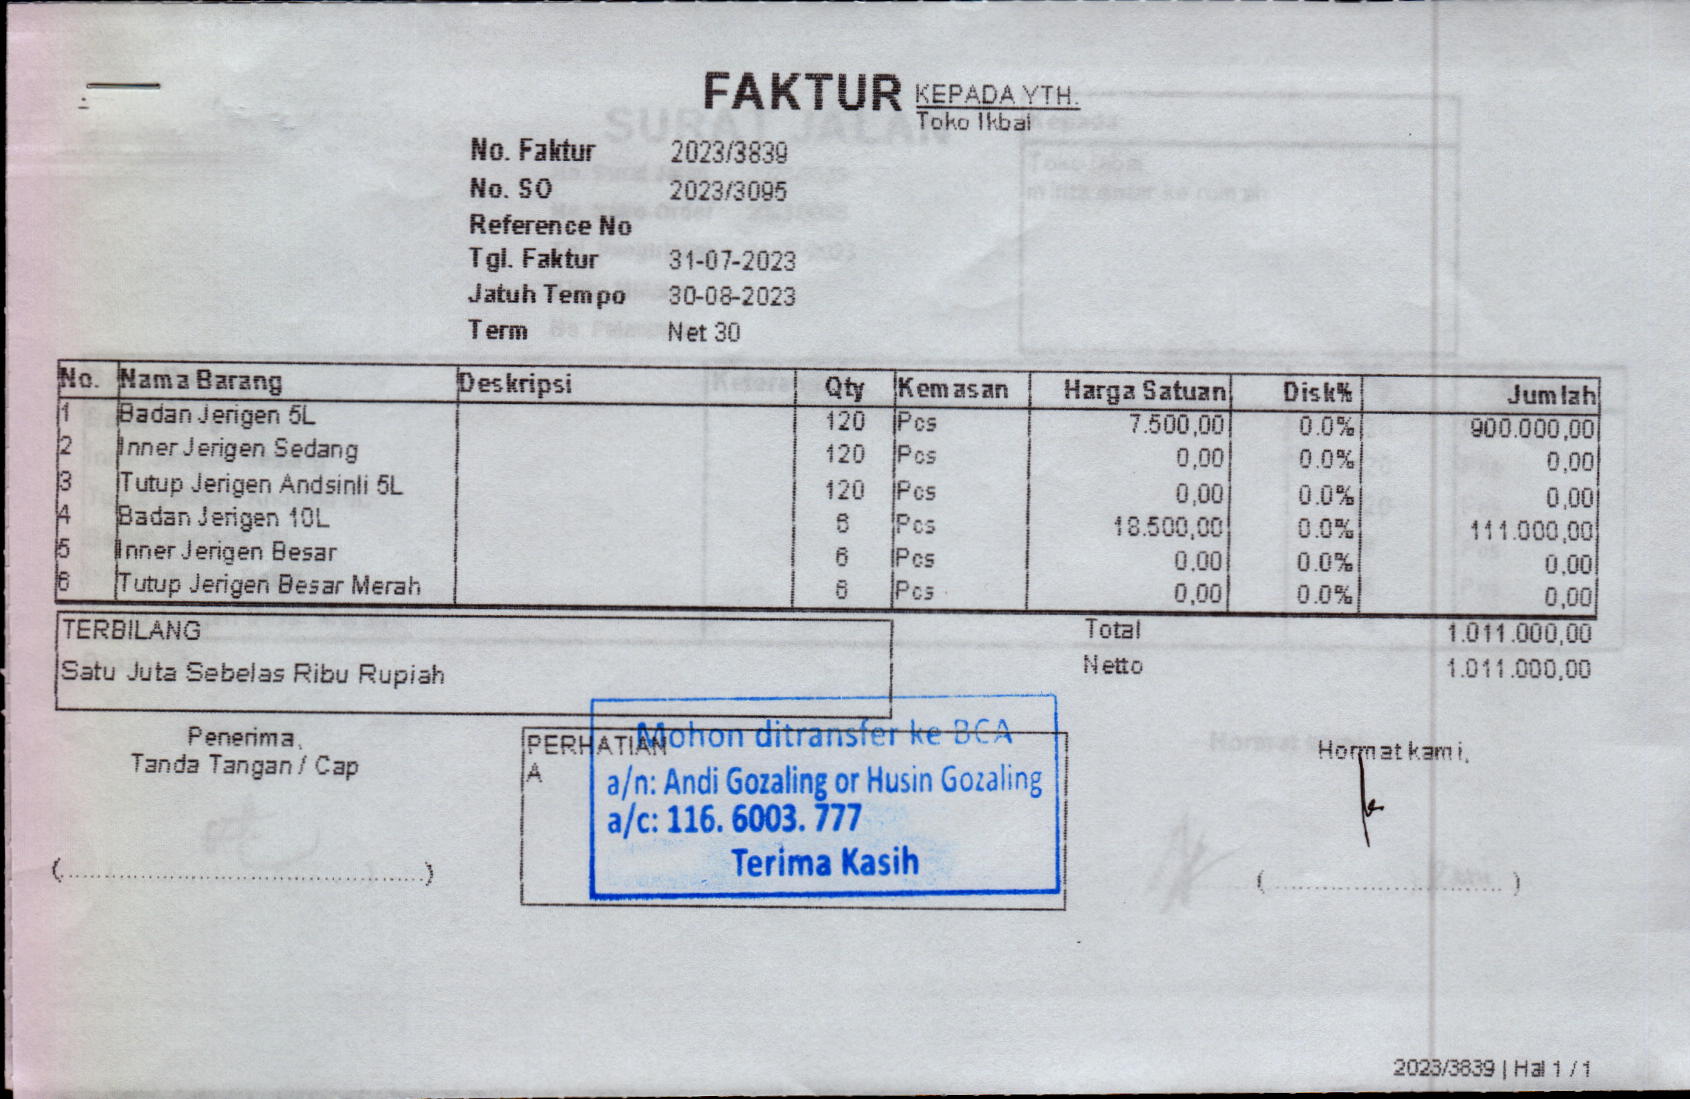 FAKTUR
KEPADA YTH.
Toko Ikbal
No. Faktur 2023/3839
No. SO 2023/3095
Reference No
Tgl. Faktur 31-07-2023
Jatuh Tempo 30-08-2023
Term Net 30
No. Nama Barang Deskripsi Qty Kemasan Harga Satuan Disk% Jumlah
1 Badan Jerigen 5L 120 Pcs 7.500,00 0.0% 900.000,00
2 Inner Jerigen Sedang 120 Pcs 0,00 0.0% 0,00
3 Tutup Jerigen Andsinli 5L 120 Pcs 0,00 0.0% 0,00
4 Badan Jerigen 10L 6 Pcs 18.500,00 0.0% 111.000,00
5 Inner Jerigen Besar 6 Pcs 0,00 0.0% 0,00
6 Tutup Jerigen Besar Merah 6 Pcs 0,00 0.0% 0,00
TERBILANG
Satu Juta Sebelas Ribu Rupiah
Total 1.011.000,00
Netto 1.011.000,00
Penerima,
Tanda Tangan / Cap
(....................)
PERHATIAN
A
Mohon ditransfer ke BCA
a/n: Andi Gozaling or Husin Gozaling
a/c: 116. 6003. 777
Terima Kasih
Hormat kami,
(....................)
2023/3839 | Hal 1 / 1
SURAT JALAN
Kepada